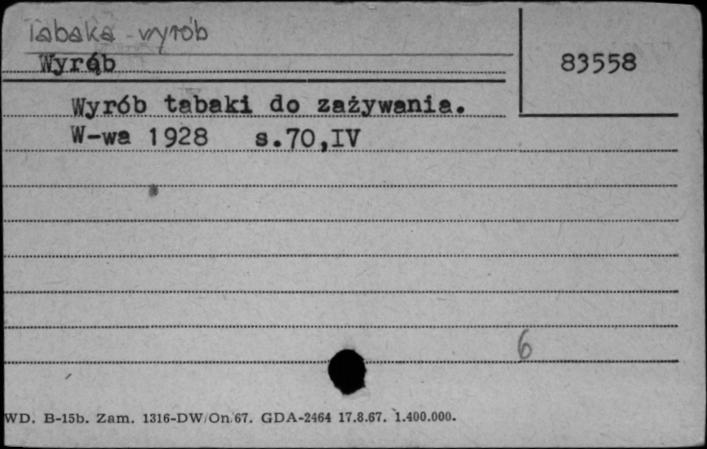 Tabaka - wyrób
Wyrąb
83558
Wyrób tabaki do zażywania.
W-wa 1928 s.70,IV
6
WD. B-15b. Zam. 1316-DW/On/67. GDA-2464 17.8.67. 1.400.000.